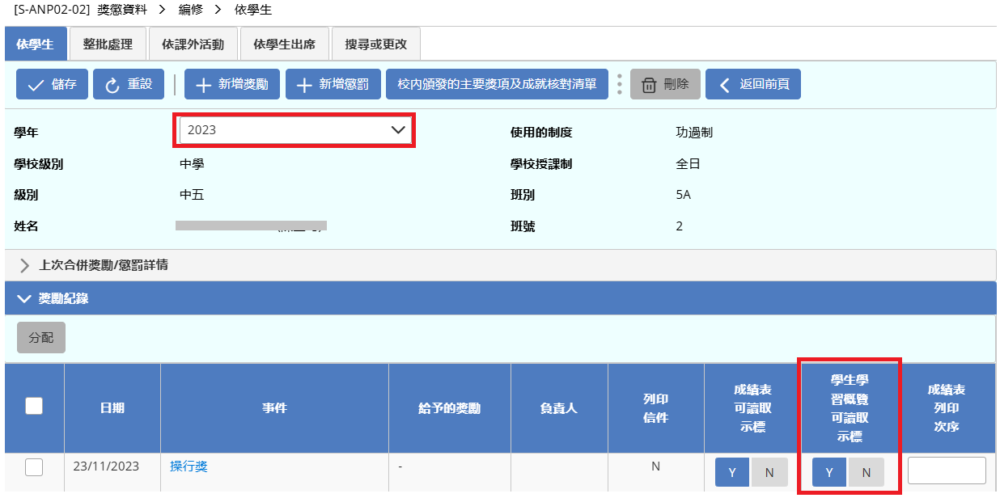 [S-ANP02-02] 獎懲資料 > 編修 > 依學生
依學生 整批處理 依課外活動 依學生出席 搜尋或更改
儲存 重設 新增獎勵 新增懲罰 校内頒發的主要獎項及成就核對清單 刪除 返回前頁
學年 2023 使用的制度 功過制
學校級別 中學 學校授課制 全日
級別 中五 班別 5A
姓名 班號 2
上次合併獎勵/懲罰詳情
獎勵紀錄
分配
日期 事件 給予的獎勵 負責人 列印信件 成績表可讀取示標 學生學習概覽可讀取示標 成績表列印次序
23/11/2023 操行獎 - N Y N Y N